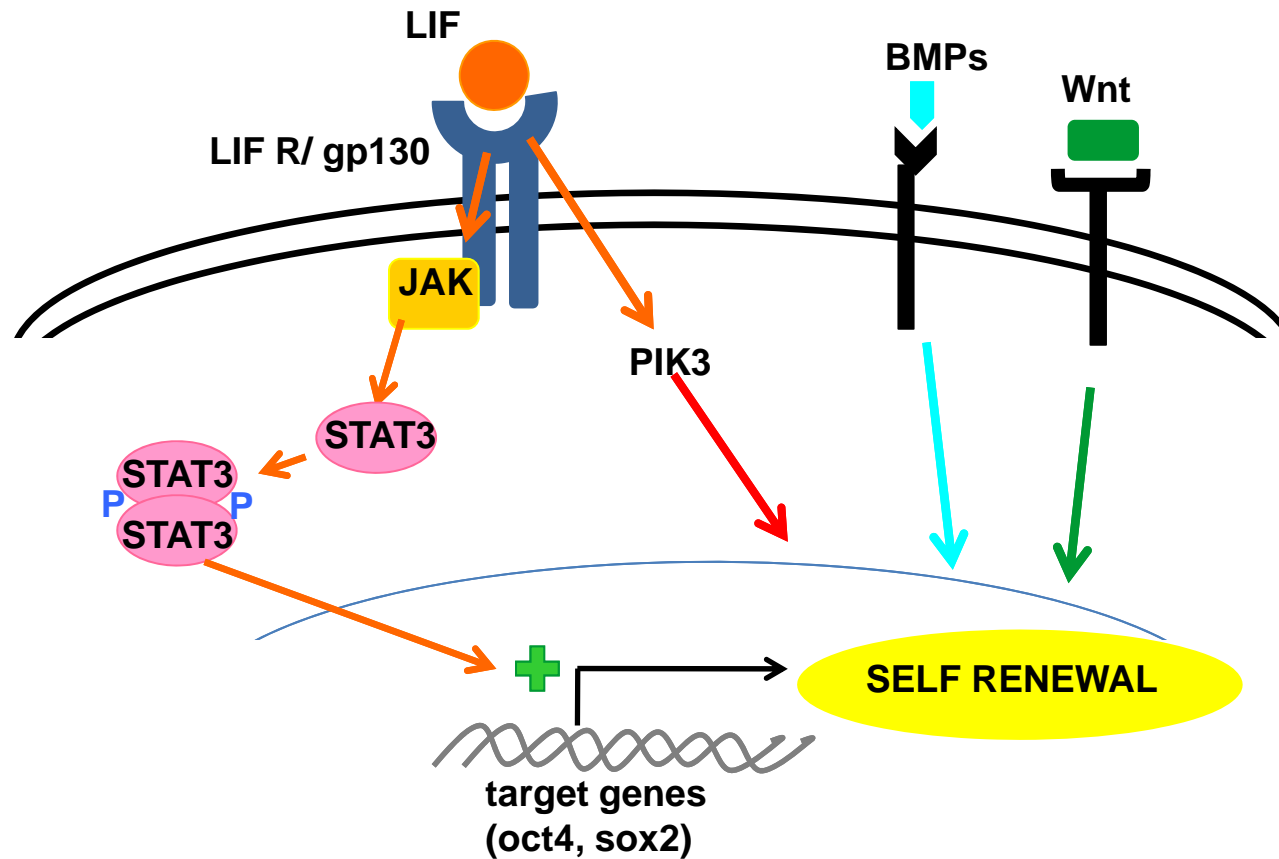 LIF
BMPs
Wnt
LIF R/ gp130
JAK
PIK3
STAT3
STAT3
P P
STAT3
SELF RENEWAL
target genes
(oct4, sox2)